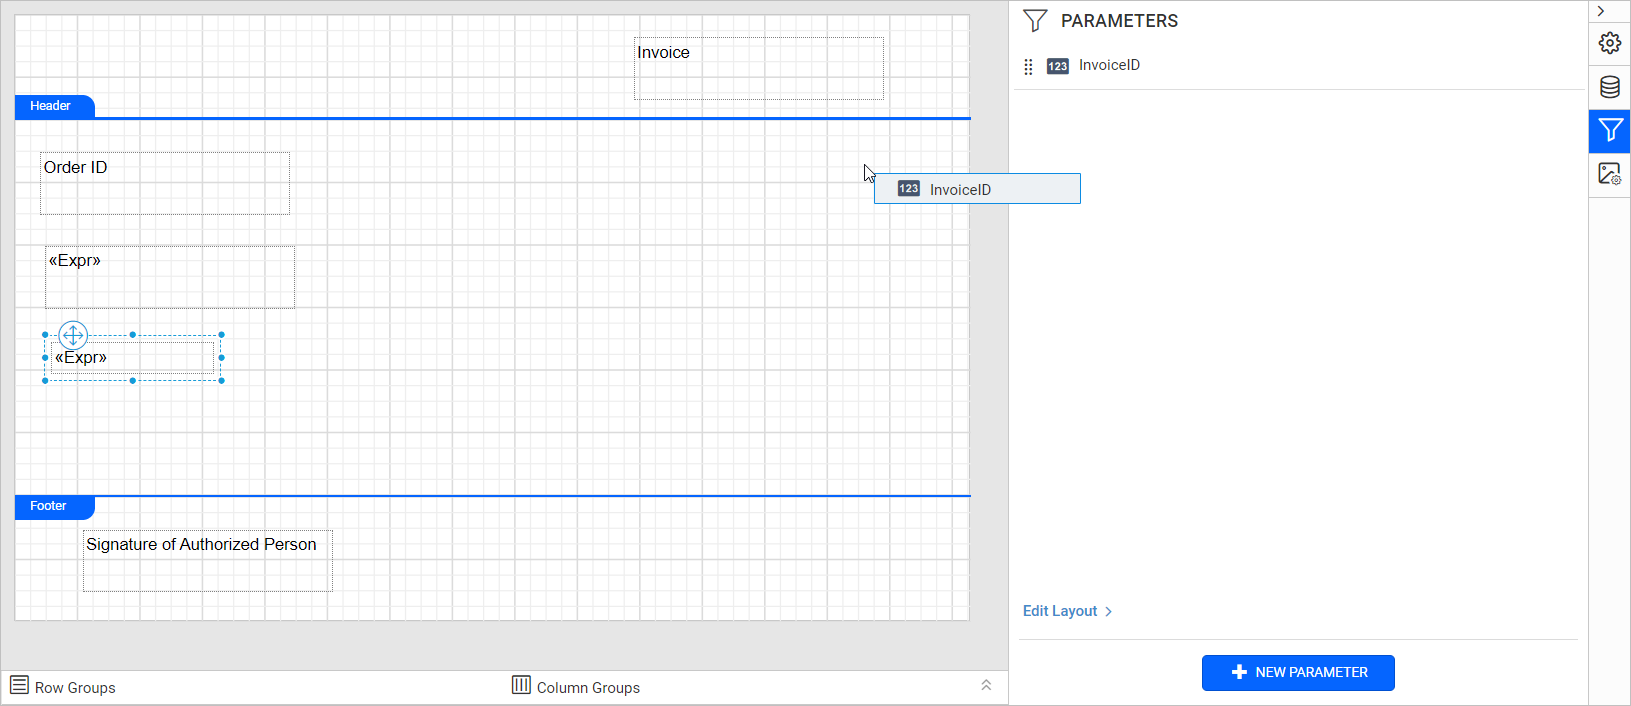 Invoice
Header
Order ID
«Expr»
«Expr»
Footer
Signature of Authorized Person
Row Groups
Column Groups
PARAMETERS
123 InvoiceID
123 InvoiceID
Edit Layout
NEW PARAMETER